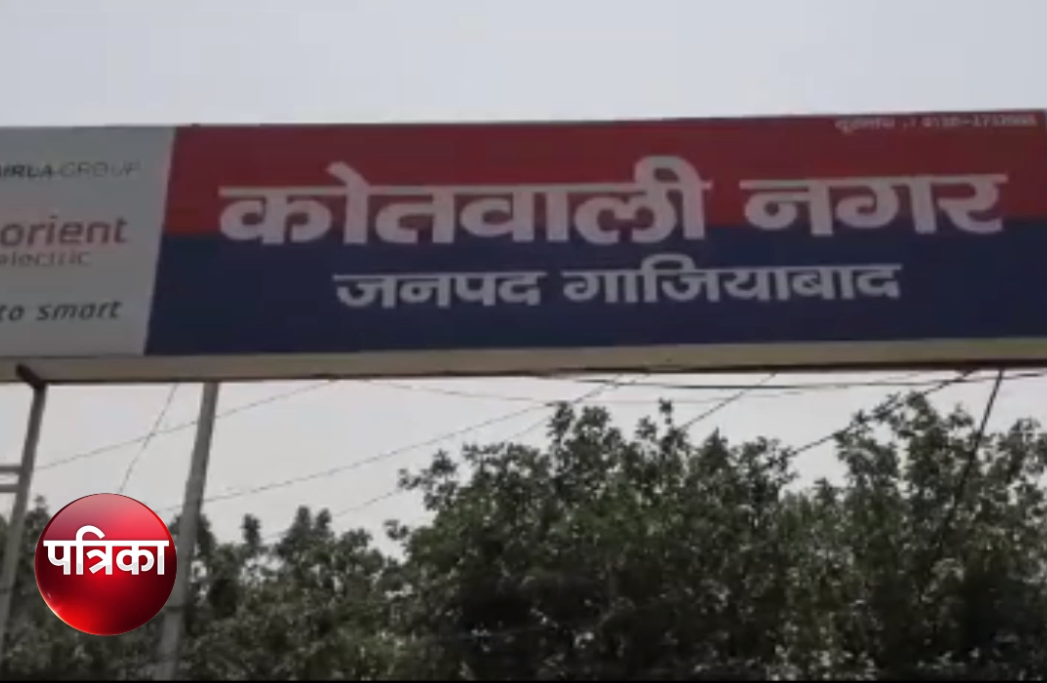 कोतवाली नगर
जनपद गाजियाबाद
BIRLA GROUP
orient
electric
to smart
पत्रिका